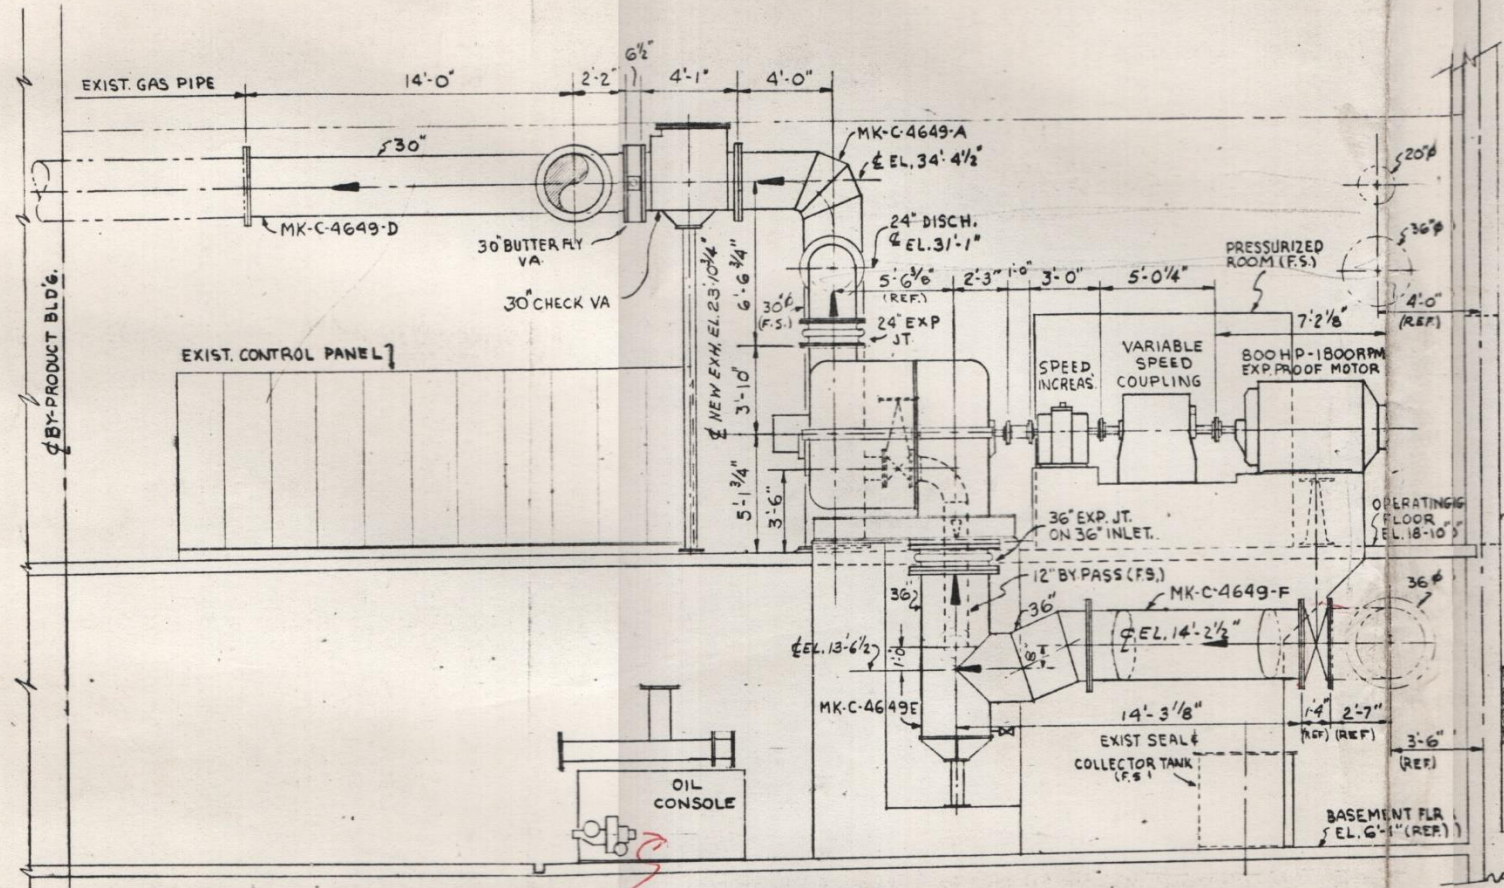 6½"
EXIST. GAS PIPE
14'-0"
2'-2"
4'-1"
4'-0"
30"
MK-C-4649-A
℄ EL. 34'-4½"
20"φ
MK-C-4649-D
30" BUTTERFLY
VA.
24" DISCH.
℄ EL. 31'-1"
36"φ
PRESSURIZED
ROOM (F.S.)
30" CHECK VA
℄ NEW EXH. EL. 23'-10¾"
6'-6¾"
5'-6⅜"
(REF.)
2'-3"
1'-0"
3'-0"
5'-0¼"
4'-0"
(REF.)
30"φ
(F.S.)
24" EXP
JT.
7'-2⅛"
EXIST. CONTROL PANEL
℄ BY-PRODUCT BLD'G.
3'-10"
SPEED
INCREAS.
VARIABLE
SPEED
COUPLING
800 HP-1800 RPM
EXP. PROOF MOTOR
5'-1¾"
3'-6"
36" EXP. JT.
ON 36" INLET.
OPERATING
FLOOR
EL. 18'-10"
12" BY PASS (F.S.)
36"
36"
MK-C-4649-F
36"φ
℄ EL. 13'-6½"
1'-0"
8"
℄ EL. 14'-2½"
MK-C-4649E
14'-3⅛"
1'-4"
(REF)
2'-7"
(REF)
3'-6"
(REF.)
EXIST SEAL &
COLLECTOR TANK
(F.S.)
OIL
CONSOLE
BASEMENT FLR
EL. 6'-1" (REF.)